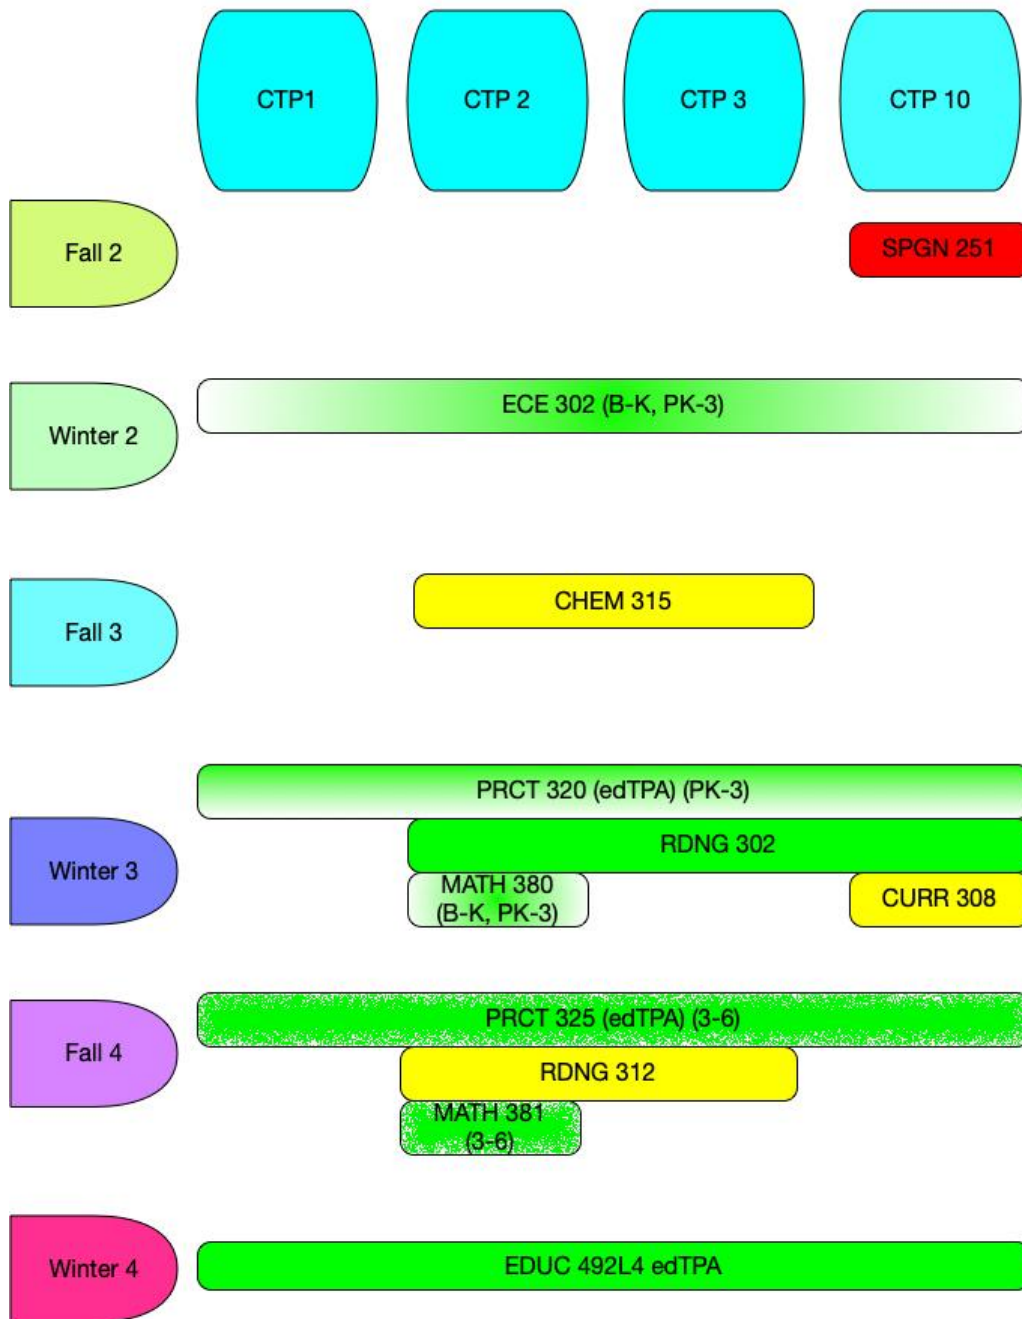 CTP1
CTP 2
CTP 3
CTP 10
Fall 2
SPGN 251
Winter 2
ECE 302 (B-K, PK-3)
Fall 3
CHEM 315
PRCT 320 (edTPA) (PK-3)
Winter 3
RDNG 302
MATH 380
(B-K, PK-3)
CURR 308
PRCT 325 (edTPA) (3-6)
Fall 4
RDNG 312
MATH 381
(3-6)
Winter 4
EDUC 492L4 edTPA